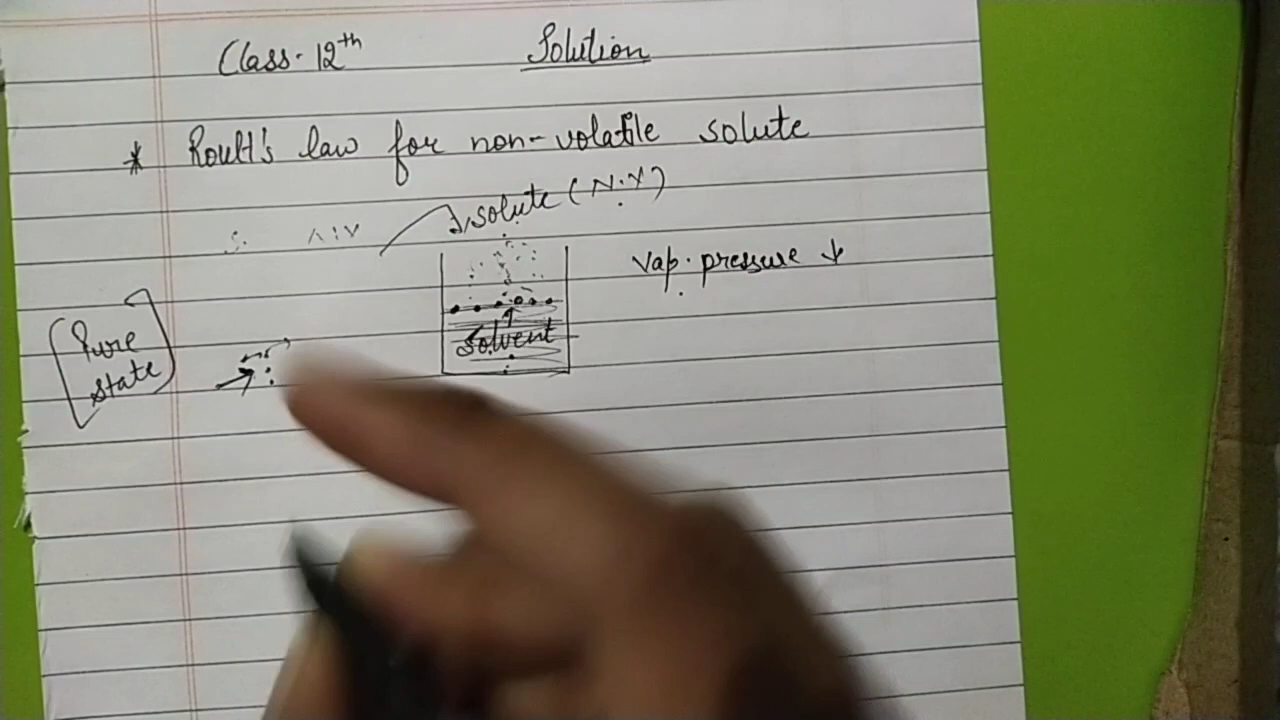 Class. 12th Solution
* Roult's law for non-volatile solute
solute (N.V)
vap. pressure ↓
Pure
state
Solvent